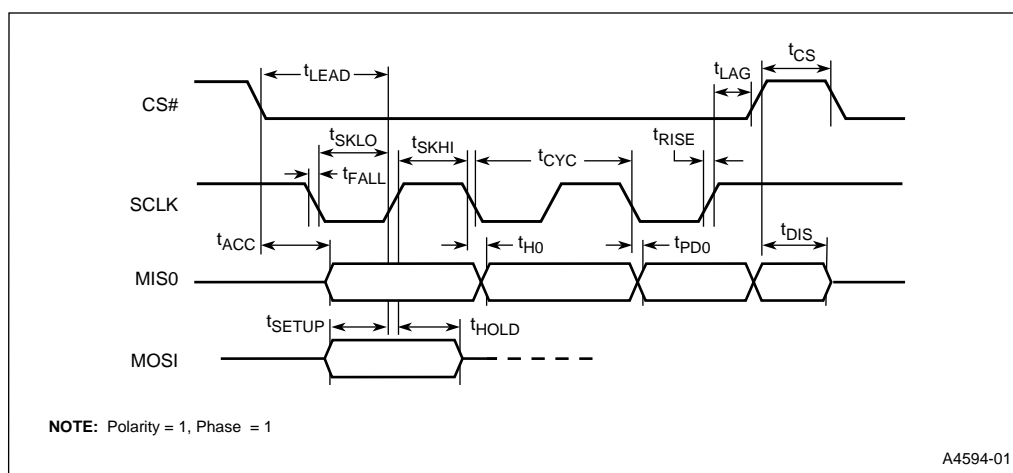 tLEAD
tLAG
tCS
CS#
tSKLO
tSKHI
tCYC
tRISE
tFALL
SCLK
tACC
tH0
tPD0
tDIS
MIS0
tSETUP
tHOLD
MOSI
NOTE: Polarity = 1, Phase = 1
A4594-01